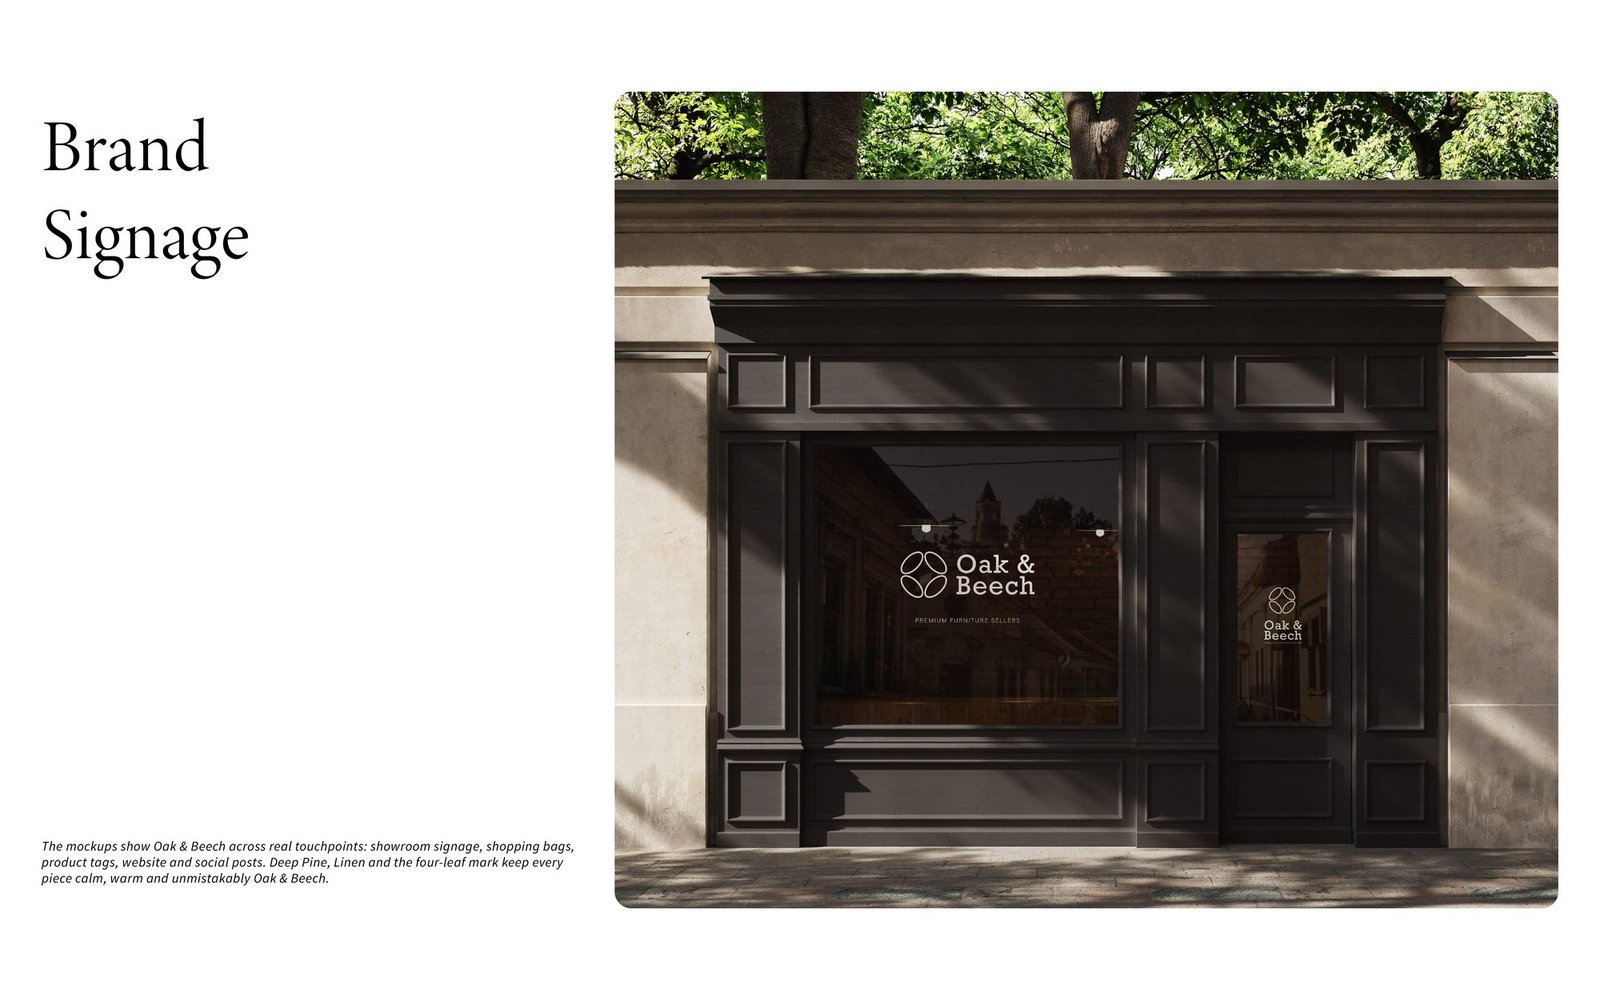 Brand
Signage
Oak &
Beech
PREMIUM FURNITURE SELLERS
Oak &
Beech
The mockups show Oak & Beech across real touchpoints: showroom signage, shopping bags,
product tags, website and social posts. Deep Pine, Linen and the four-leaf mark keep every
piece calm, warm and unmistakably Oak & Beech.